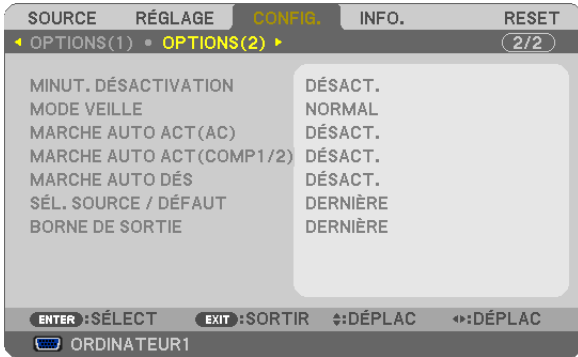 SOURCE RÉGLAGE CONFIG. INFO. RESET
OPTIONS(1) • OPTIONS(2) 2/2
MINUT. DÉSACTIVATION DÉSACT.
MODE VEILLE NORMAL
MARCHE AUTO ACT(AC) DÉSACT.
MARCHE AUTO ACT(COMP1/2) DÉSACT.
MARCHE AUTO DÉS DÉSACT.
SÉL. SOURCE / DÉFAUT DERNIÈRE
BORNE DE SORTIE DERNIÈRE
ENTER :SÉLECT EXIT :SORTIR :DÉPLAC :DÉPLAC
ORDINATEUR1